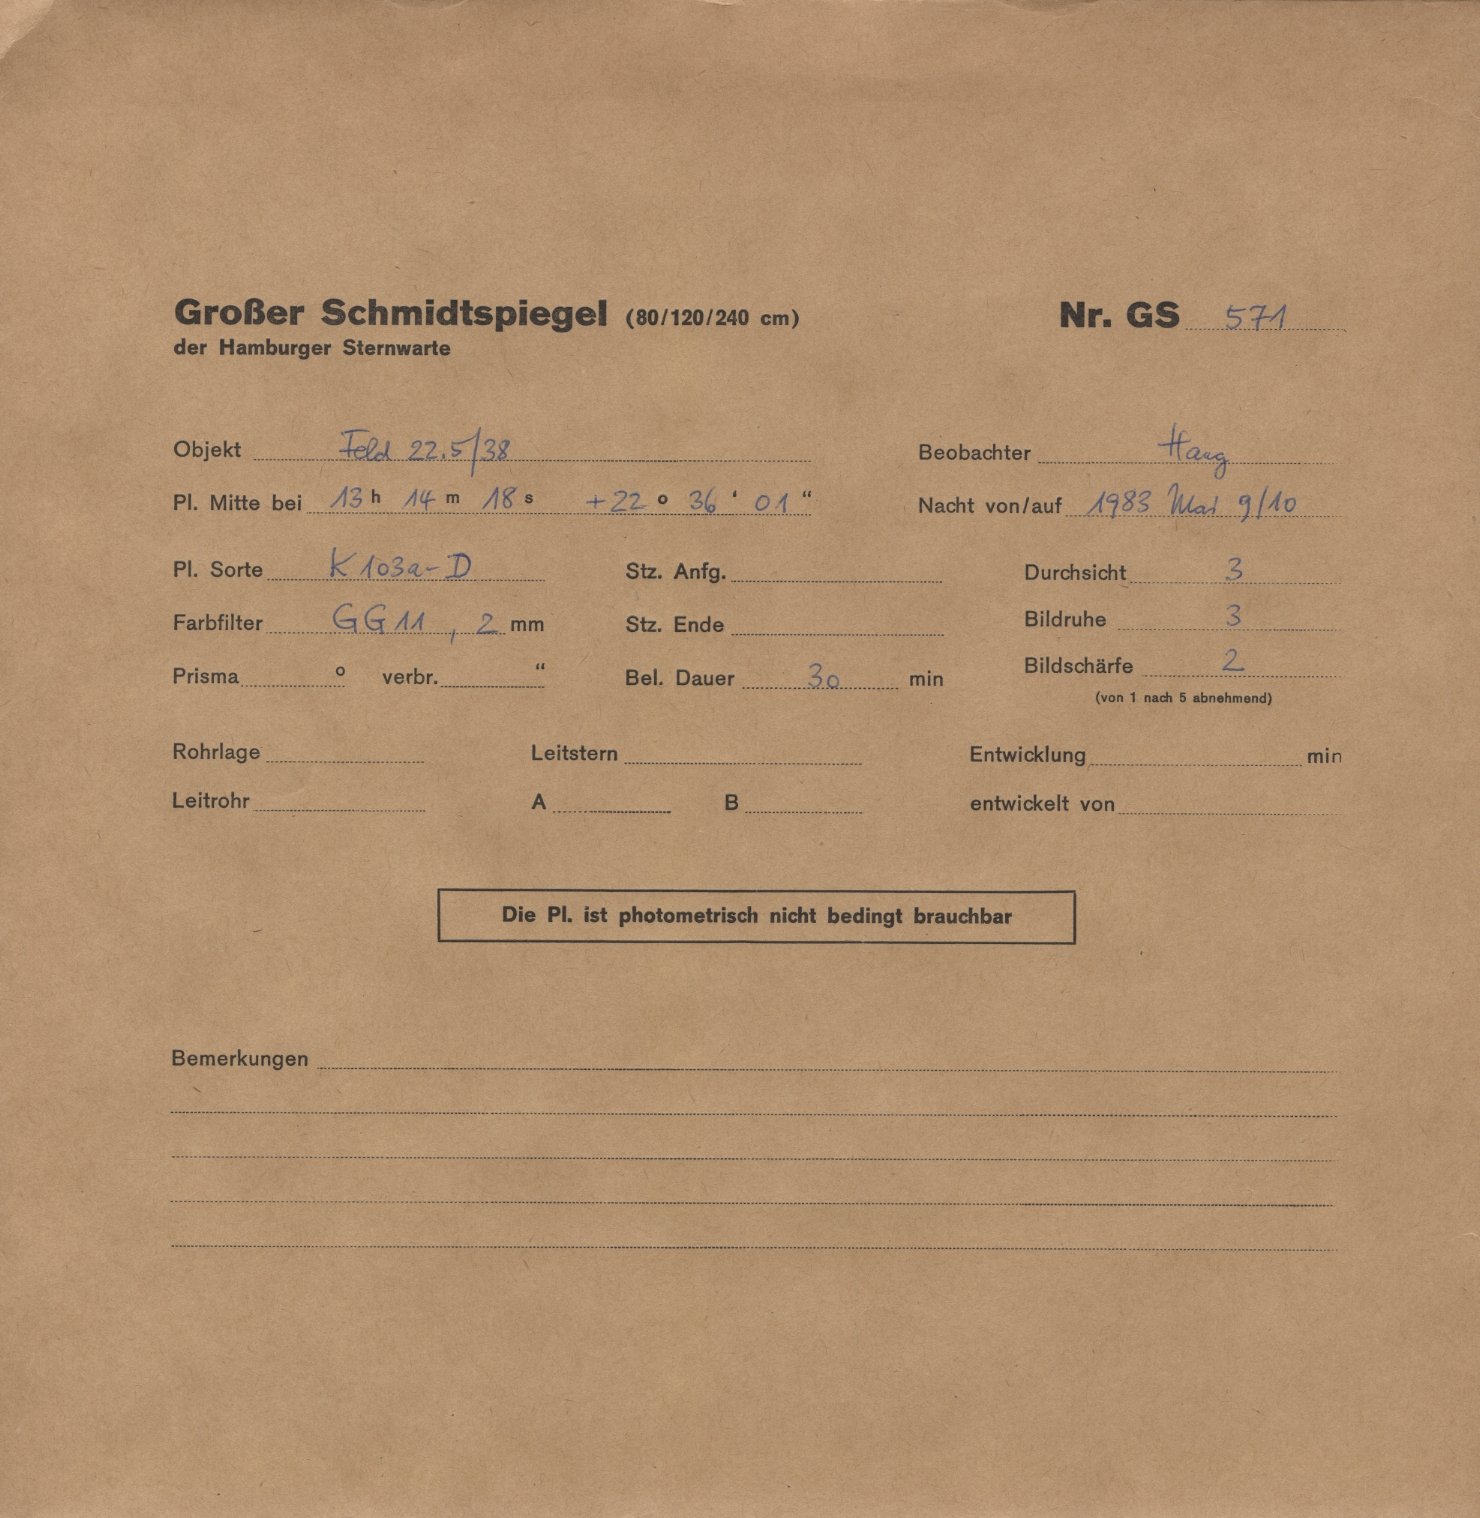 Großer Schmidtspiegel (80/120/240 cm) Nr. GS 571
der Hamburger Sternwarte
Objekt Feld 22.5/38 Beobachter Haug
Pl. Mitte bei 13 h 14 m 18 s +22 o 36 ‘ 01 “ Nacht von/auf 1983 Mai 9/10
Pl. Sorte K 103a-D Stz. Anfg. Durchsicht 3
Farbfilter GG11, 2 mm Stz. Ende Bildruhe 3
Prisma o verbr. “ Bel. Dauer 30 min Bildschärfe 2
(von 1 nach 5 abnehmend)
Rohrlage Leitstern Entwicklung min
Leitrohr A B entwickelt von
Die Pl. ist photometrisch nicht bedingt brauchbar
Bemerkungen